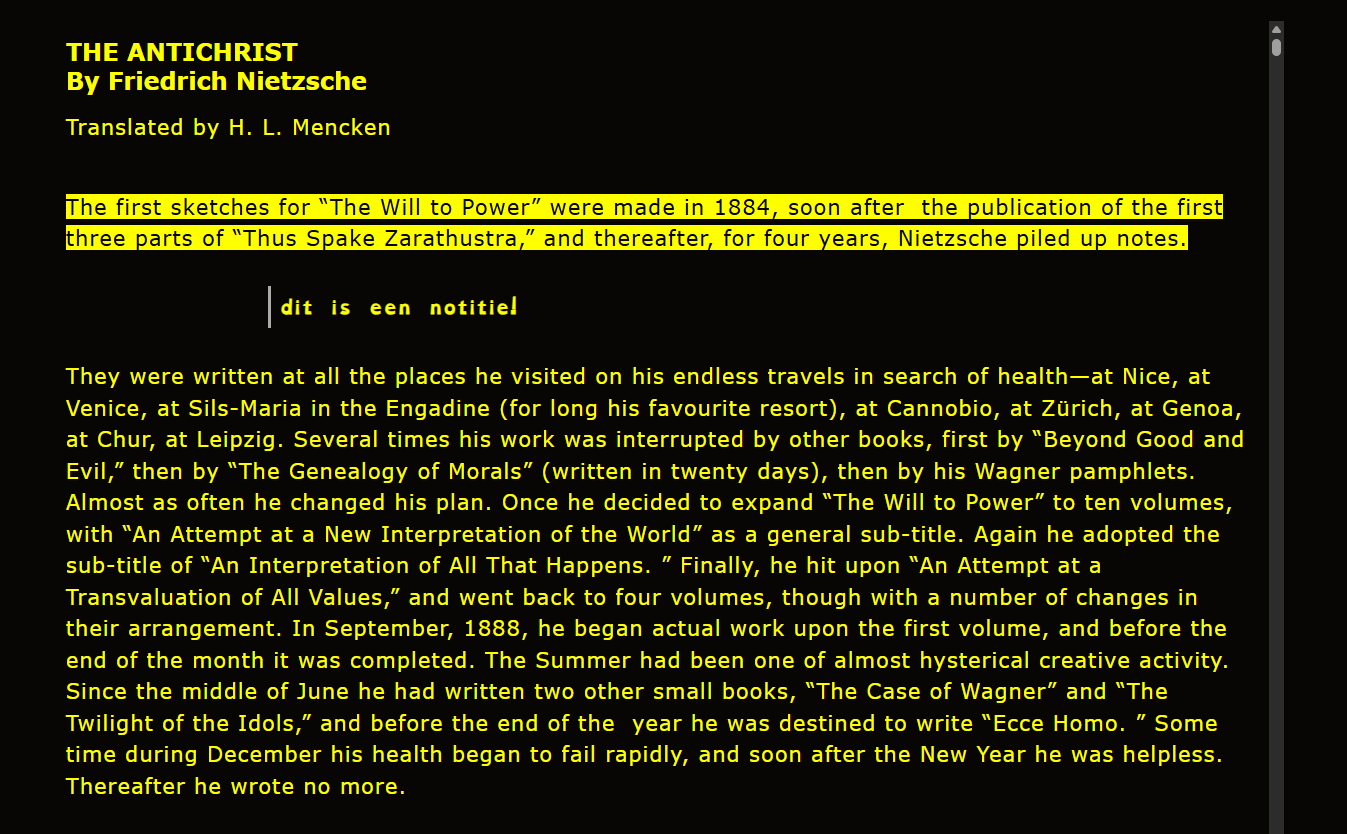 THE ANTICHRIST
By Friedrich Nietzsche
Translated by H. L. Mencken
The first sketches for “The Will to Power” were made in 1884, soon after  the publication of the first
three parts of “Thus Spake Zarathustra,” and thereafter, for four years, Nietzsche piled up notes.
dit is een notitie!
They were written at all the places he visited on his endless travels in search of health—at Nice, at
Venice, at Sils-Maria in the Engadine (for long his favourite resort), at Cannobio, at Zürich, at Genoa,
at Chur, at Leipzig. Several times his work was interrupted by other books, first by “Beyond Good and
Evil,” then by “The Genealogy of Morals” (written in twenty days), then by his Wagner pamphlets.
Almost as often he changed his plan. Once he decided to expand “The Will to Power” to ten volumes,
with “An Attempt at a New Interpretation of the World” as a general sub-title. Again he adopted the
sub-title of “An Interpretation of All That Happens. ” Finally, he hit upon “An Attempt at a
Transvaluation of All Values,” and went back to four volumes, though with a number of changes in
their arrangement. In September, 1888, he began actual work upon the first volume, and before the
end of the month it was completed. The Summer had been one of almost hysterical creative activity.
Since the middle of June he had written two other small books, “The Case of Wagner” and “The
Twilight of the Idols,” and before the end of the  year he was destined to write “Ecce Homo. ” Some
time during December his health began to fail rapidly, and soon after the New Year he was helpless.
Thereafter he wrote no more.